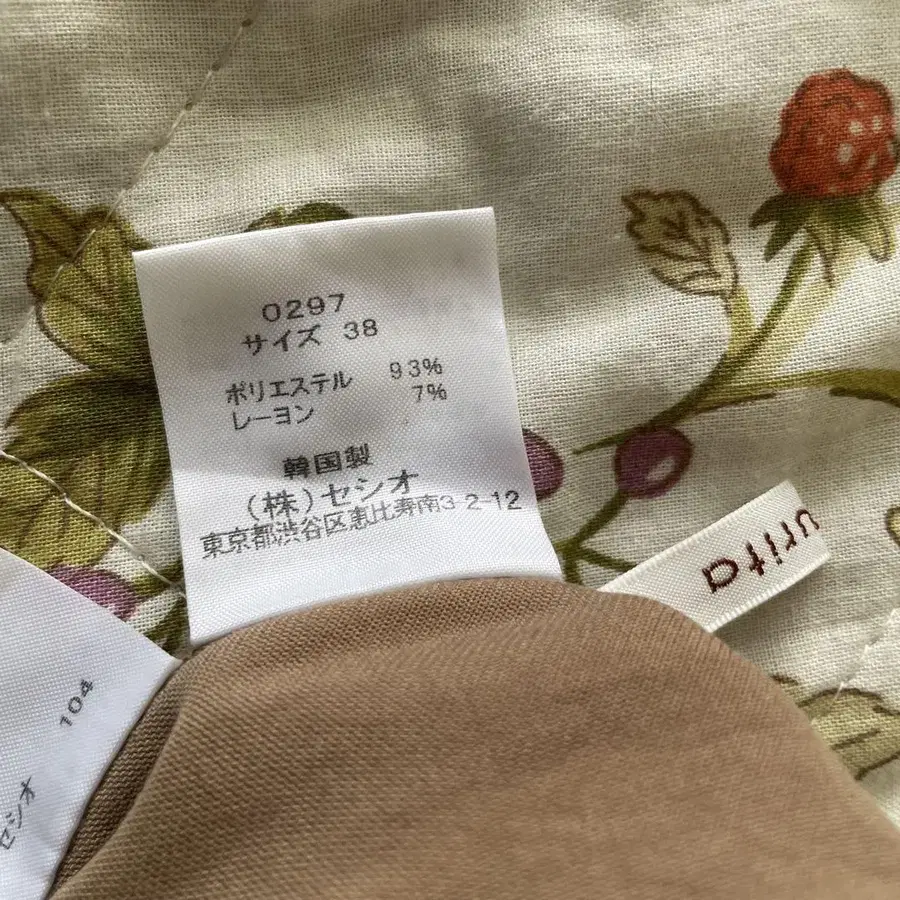 0297
サイズ 38
ポリエステル 93%
レーヨン 7%
韓国製
(株)セシオ
東京都渋谷区恵比寿南3-2-12
urita
104
セシオ